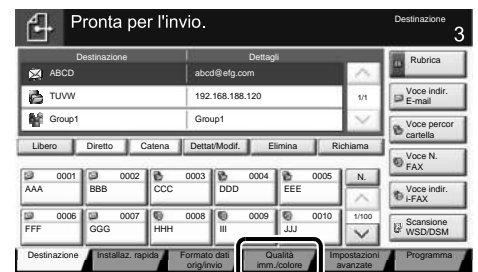 Pronta per l'invio.
Destinazione
3
Destinazione Dettagli
ABCD abcd@efg.com
TUVW 192.168.188.120
Group1 Group1
1/1
Libero Diretto Catena Dettat/Modif. Elimina Richiama
0001 0002 0003 0004 0005
AAA BBB CCC DDD EEE
0006 0007 0008 0009 0010
FFF GGG HHH III JJJ
N.
1/100
Rubrica
Voce indir.
E-mail
Voce percor
cartella
Voce N.
FAX
Voce indir.
i-FAX
Scansione
WSD/DSM
Destinazione
Installaz. rapida
Formato dati
orig/invio
Qualità
imm./colore
Impostazioni
avanzate
Programma